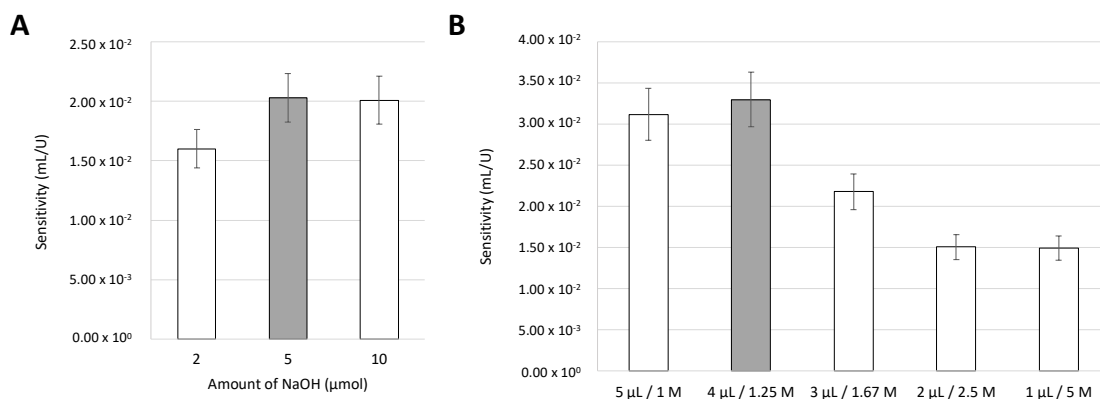 A
2.50 x 10⁻²
2.00 x 10⁻²
1.50 x 10⁻²
1.00 x 10⁻²
5.00 x 10⁻³
0.00 x 10⁰
Sensitivity (mL/U)
2 5 10
Amount of NaOH (μmol)
B
4.00 x 10⁻²
3.50 x 10⁻²
3.00 x 10⁻²
2.50 x 10⁻²
2.00 x 10⁻²
1.50 x 10⁻²
1.00 x 10⁻²
5.00 x 10⁻³
0.00 x 10⁰
Sensitivity (mL/U)
5 μL / 1 M 4 μL / 1.25 M 3 μL / 1.67 M 2 μL / 2.5 M 1 μL / 5 M